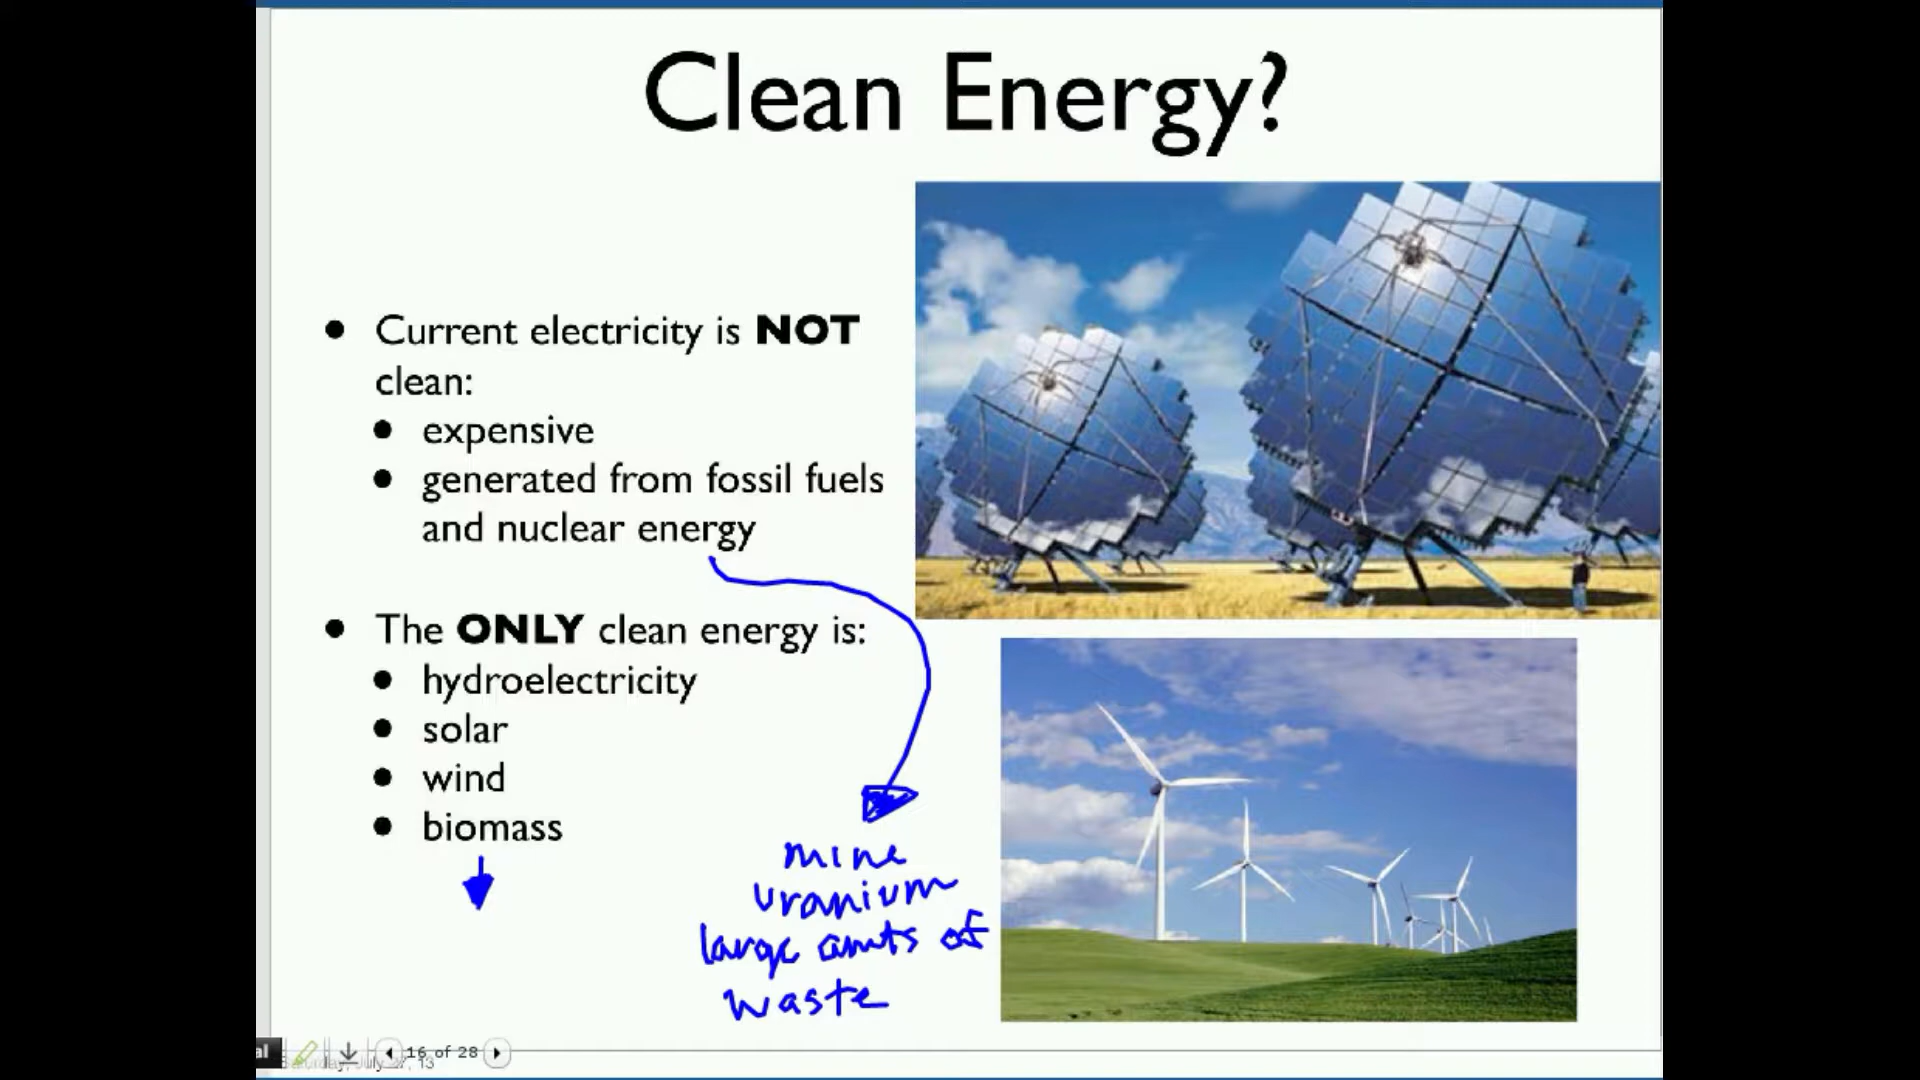 Clean Energy?
● Current electricity is NOT
clean:
● expensive
● generated from fossil fuels
and nuclear energy
● The ONLY clean energy is:
● hydroelectricity
● solar
● wind
● biomass
mine
uranium
large amts of
waste
al
16 of 28